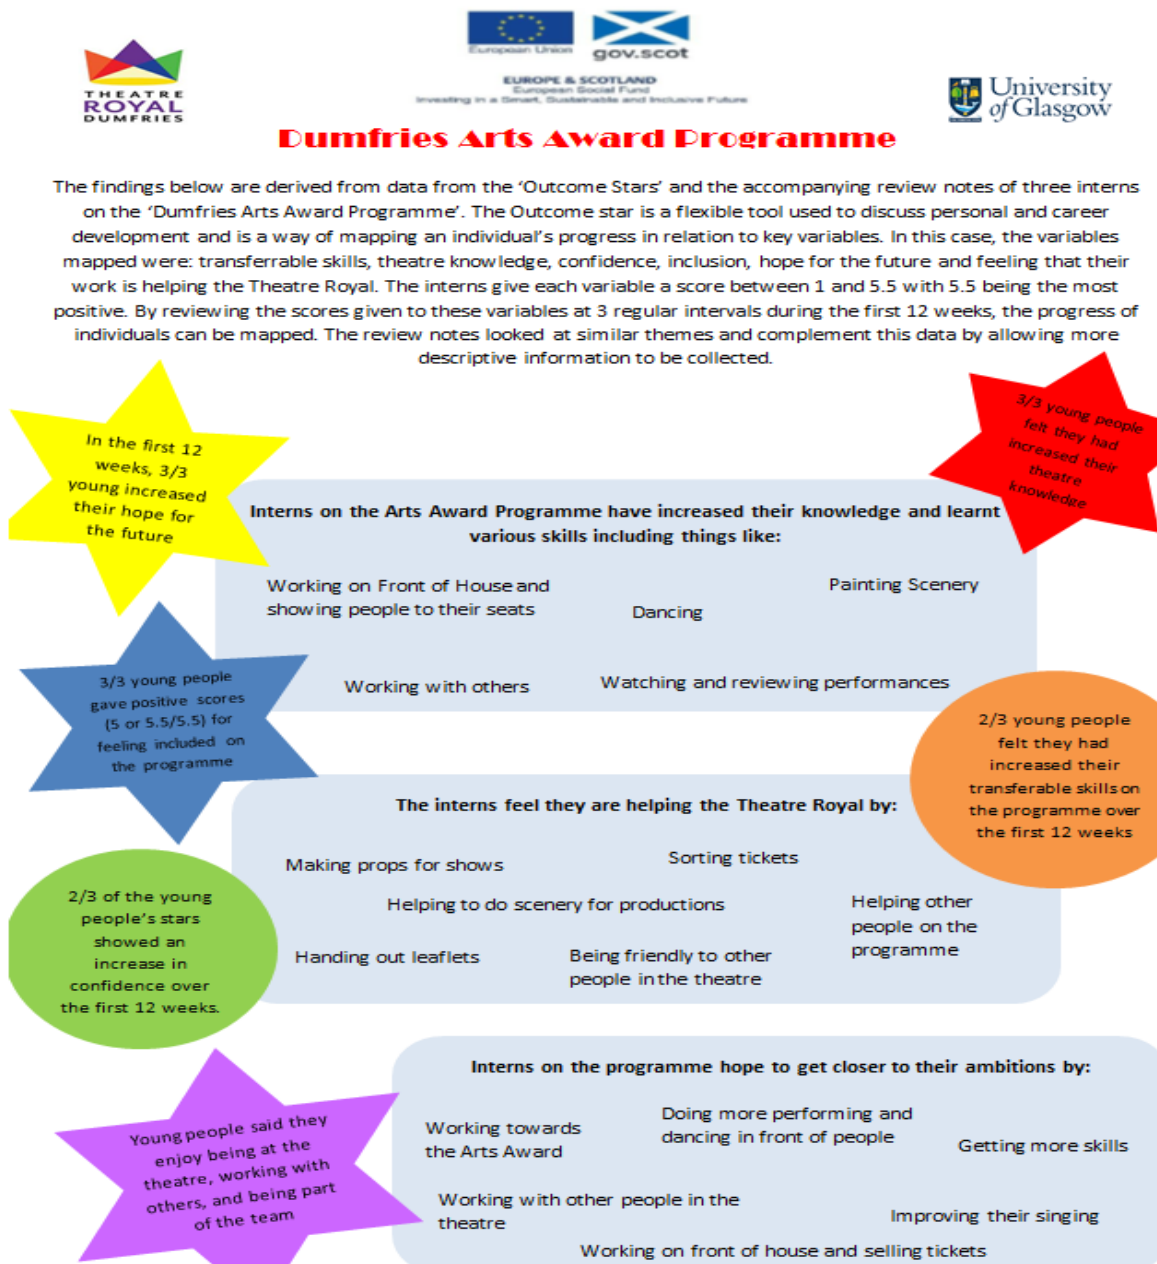 THEATRE
ROYAL
DUMFRIES
European Union
gov.scot
EUROPE & SCOTLAND
European Social Fund
Investing in a Smart, Sustainable and Inclusive Future
University
of Glasgow
Dumfries Arts Award Programme
The findings below are derived from data from the ‘Outcome Stars’ and the accompanying review notes of three interns
on the ‘Dumfries Arts Award Programme’. The Outcome star is a flexible tool used to discuss personal and career
development and is a way of mapping an individual’s progress in relation to key variables. In this case, the variables
mapped were: transferrable skills, theatre knowledge, confidence, inclusion, hope for the future and feeling that their
work is helping the Theatre Royal. The interns give each variable a score between 1 and 5.5 with 5.5 being the most
positive. By reviewing the scores given to these variables at 3 regular intervals during the first 12 weeks, the progress of
individuals can be mapped. The review notes looked at similar themes and complement this data by allowing more
descriptive information to be collected.
In the first 12
weeks, 3/3
young increased
their hope for
the future
3/3 young people
felt they had
increased their
theatre
knowledge
Interns on the Arts Award Programme have increased their knowledge and learnt
various skills including things like:
Working on Front of House and
showing people to their seats
Dancing
Painting Scenery
Working with others
Watching and reviewing performances
3/3 young people
gave positive scores
(5 or 5.5/5.5) for
feeling included on
the programme
2/3 young people
felt they had
increased their
transferable skills on
the programme over
the first 12 weeks
The interns feel they are helping the Theatre Royal by:
Making props for shows
Sorting tickets
Helping to do scenery for productions
Helping other
people on the
programme
Handing out leaflets
Being friendly to other
people in the theatre
2/3 of the young
people’s stars
showed an
increase in
confidence over
the first 12 weeks.
Interns on the programme hope to get closer to their ambitions by:
Working towards
the Arts Award
Doing more performing and
dancing in front of people
Getting more skills
Working with other people in the
theatre
Improving their singing
Working on front of house and selling tickets
Young people said they
enjoy being at the
theatre, working with
others, and being part
of the team